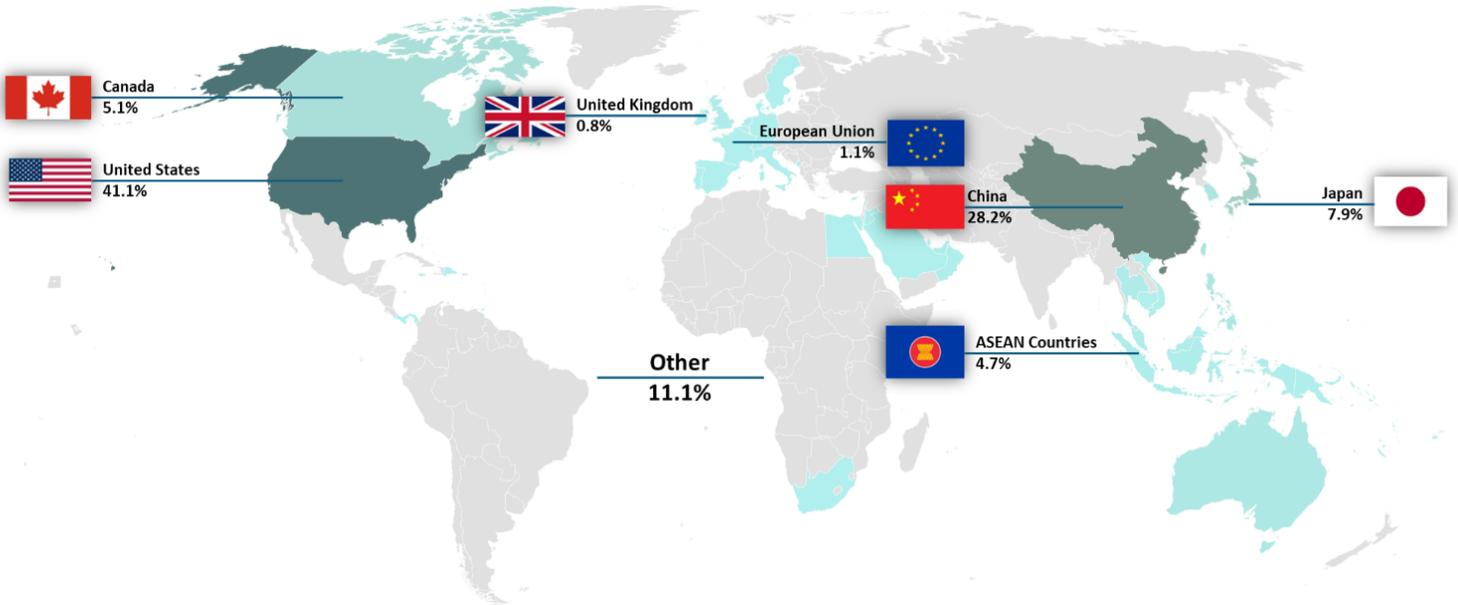 Canada
5.1%
United States
41.1%
United Kingdom
0.8%
European Union
1.1%
China
28.2%
Japan
7.9%
ASEAN Countries
4.7%
Other
11.1%